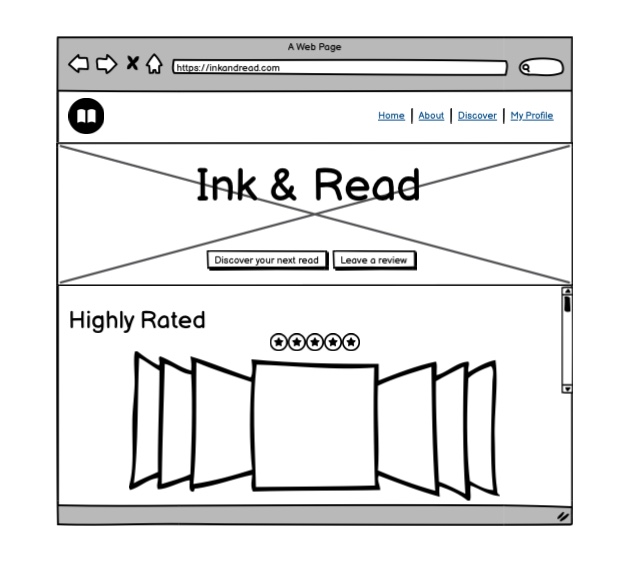 A Web Page
https://inkandread.com
Home | About | Discover | My Profile
Ink & Read
Discover your next read
Leave a review
Highly Rated